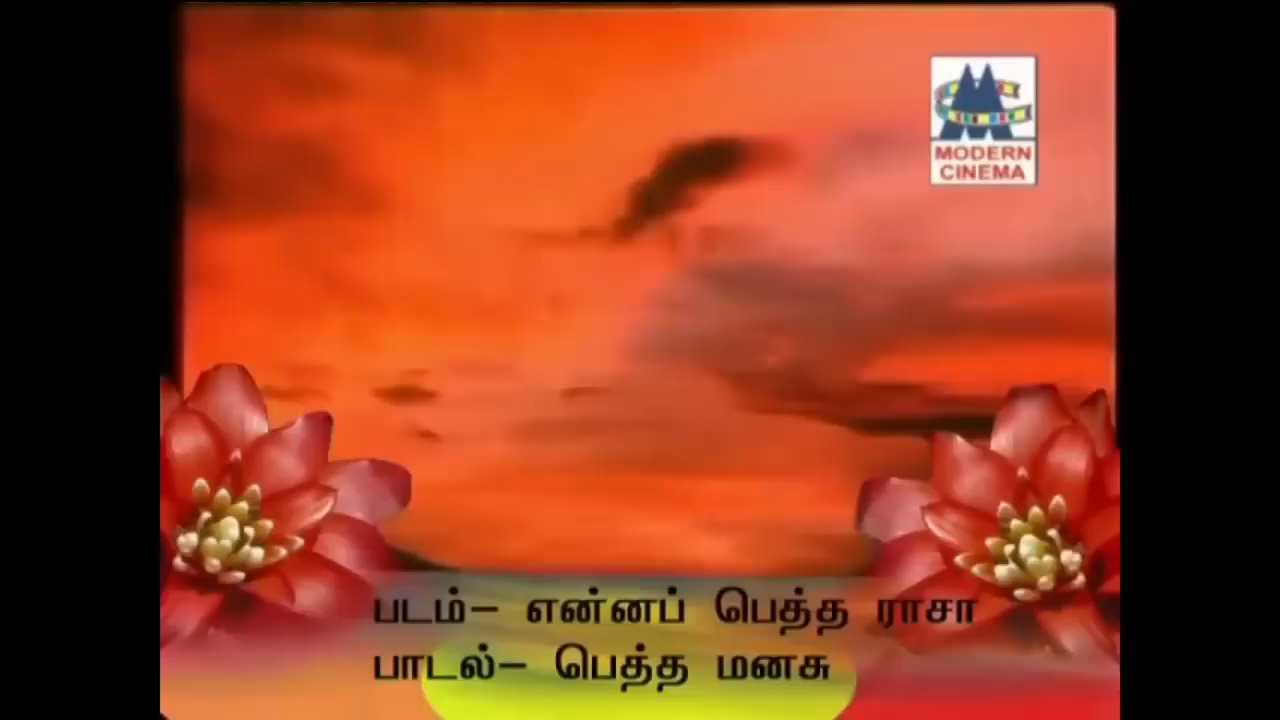 MODERN
CINEMA
படம்- என்னப் பெத்த ராசா
பாடல்- பெத்த மனசு